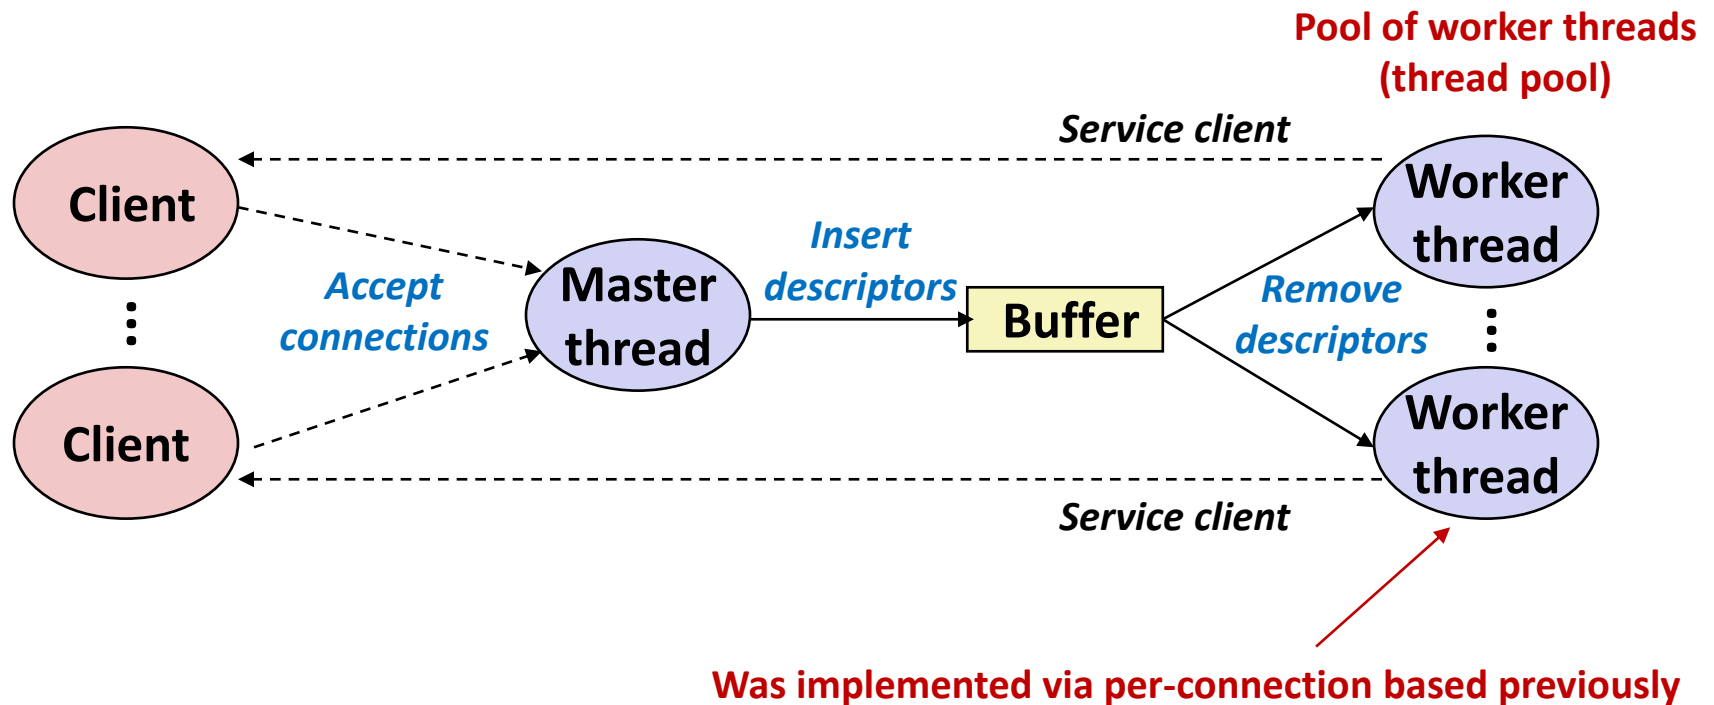 Pool of worker threads
(thread pool)
Service client
Client
Worker
thread
Insert
descriptors
Accept
connections
Master
thread
Buffer
Remove
descriptors
Client
Worker
thread
Service client
Was implemented via per-connection based previously